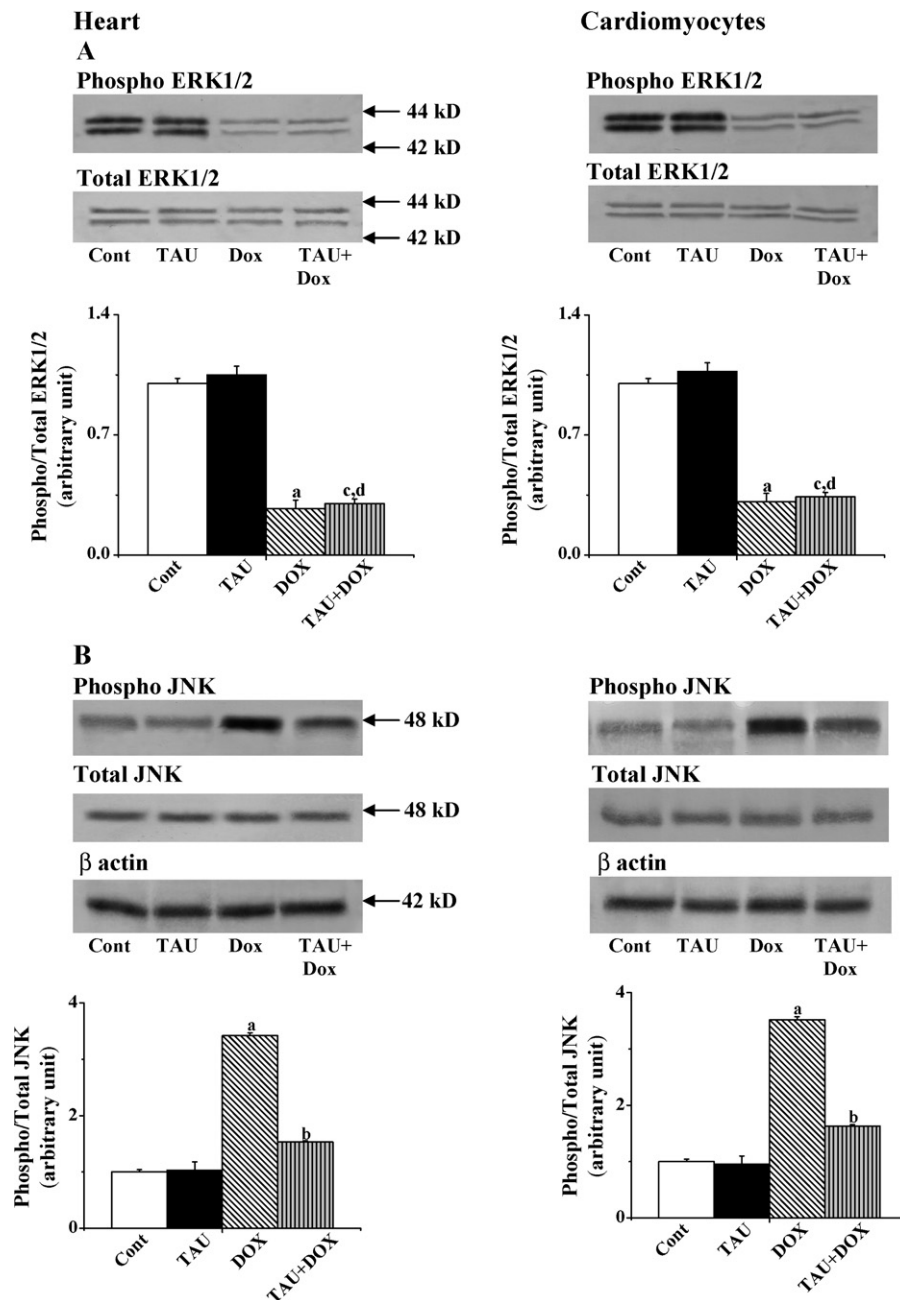 Heart
Cardiomyocytes
A
Phospho ERK1/2
44 kD
42 kD
Total ERK1/2
44 kD
42 kD
Cont TAU Dox TAU+
Dox
Phospho ERK1/2
Total ERK1/2
Cont TAU Dox TAU+
Dox
Phospho/Total ERK1/2
(arbitrary unit)
1.4
0.7
0.0
a
c,d
Cont
TAU
DOX
TAU+DOX
Phospho/Total ERK1/2
(arbitrary unit)
1.4
0.7
0.0
a
c,d
Cont
TAU
DOX
TAU+DOX
B
Phospho JNK
48 kD
Total JNK
48 kD
β actin
42 kD
Cont TAU Dox TAU+
Dox
Phospho JNK
Total JNK
β actin
Cont TAU Dox TAU+
Dox
Phospho/Total JNK
(arbitrary unit)
4
2
0
a
b
Cont
TAU
DOX
TAU+DOX
Phospho/Total JNK
(arbitrary unit)
4
2
0
a
b
Cont
TAU
DOX
TAU+DOX